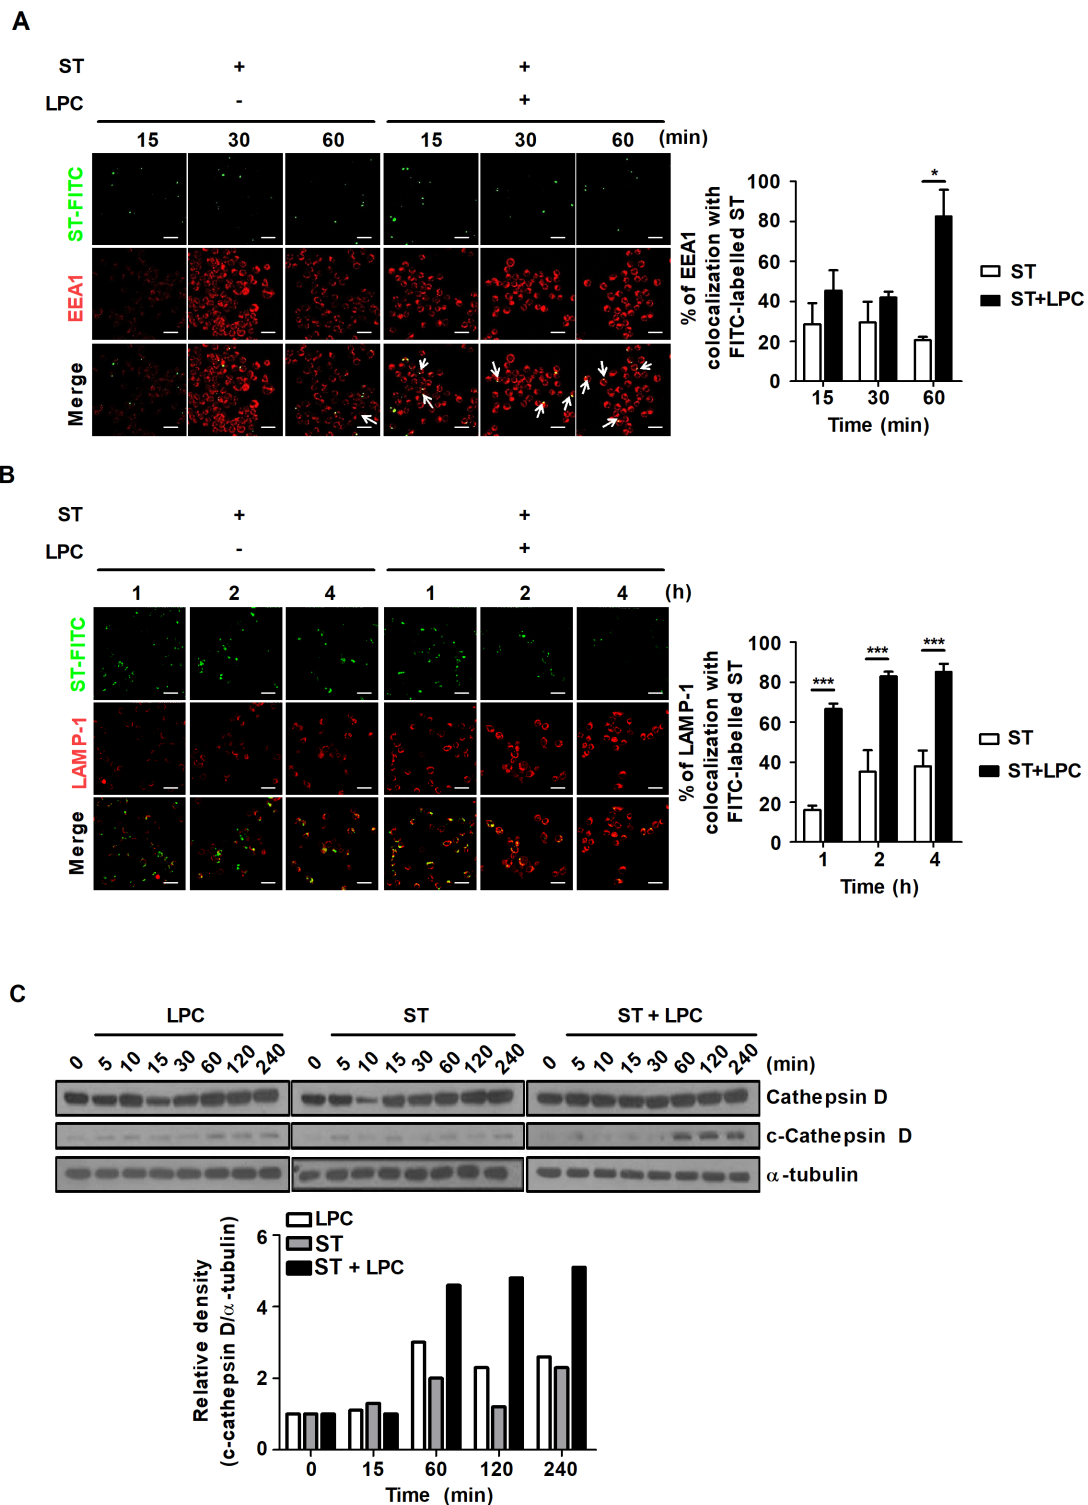 A
ST + +
LPC - +
15 30 60 15 30 60 (min)
ST-FITC
EEA1
Merge
% of EEA1
colocalization with
FITC-labelled ST
100
80
60
40
20
0
*
15 30 60
Time (min)
ST
ST+LPC
B
ST + +
LPC - +
1 2 4 1 2 4 (h)
ST-FITC
LAMP-1
Merge
% of LAMP-1
colocalization with
FITC-labelled ST
100
80
60
40
20
0
*** *** ***
1 2 4
Time (h)
ST
ST+LPC
C
LPC ST ST + LPC
0 5 10 15 30 60 120 240 0 5 10 15 30 60 120 240 0 5 10 15 30 60 120 240 (min)
Cathepsin D
c-Cathepsin D
α-tubulin
Relative density
(c-cathepsin D/α-tubulin)
6
4
2
0
LPC
ST
ST + LPC
0 15 60 120 240
Time (min)